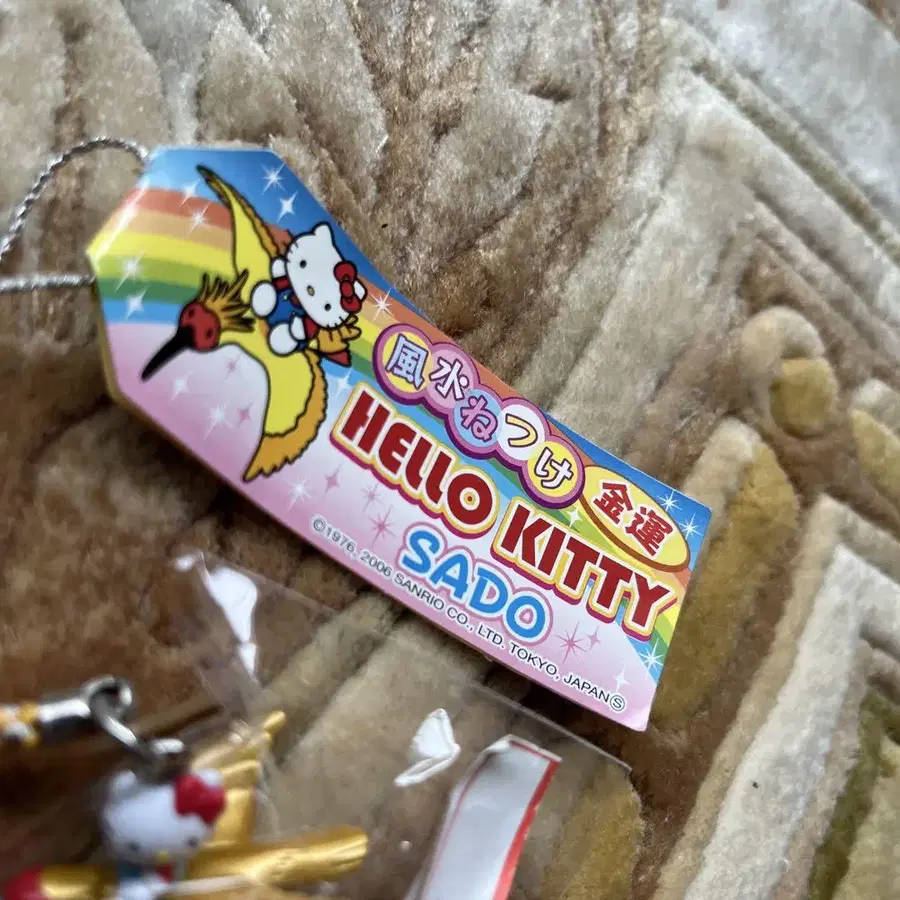 風水ねつけ
金運
HELLO KITTY
SADO
©1976, 2006 SANRIO CO., LTD. TOKYO, JAPAN Ⓢ